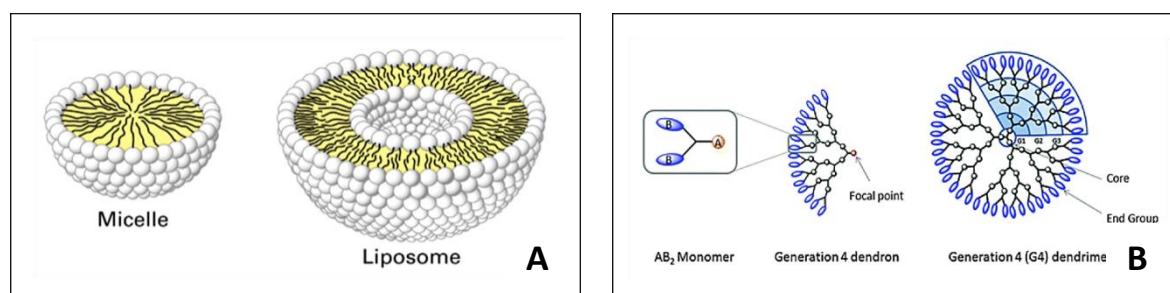 Micelle
Liposome
A
B
B
A
G1 G2 G3
Focal point
Core
End Group
AB₂ Monomer
Generation 4 dendron
Generation 4 (G4) dendrime
B